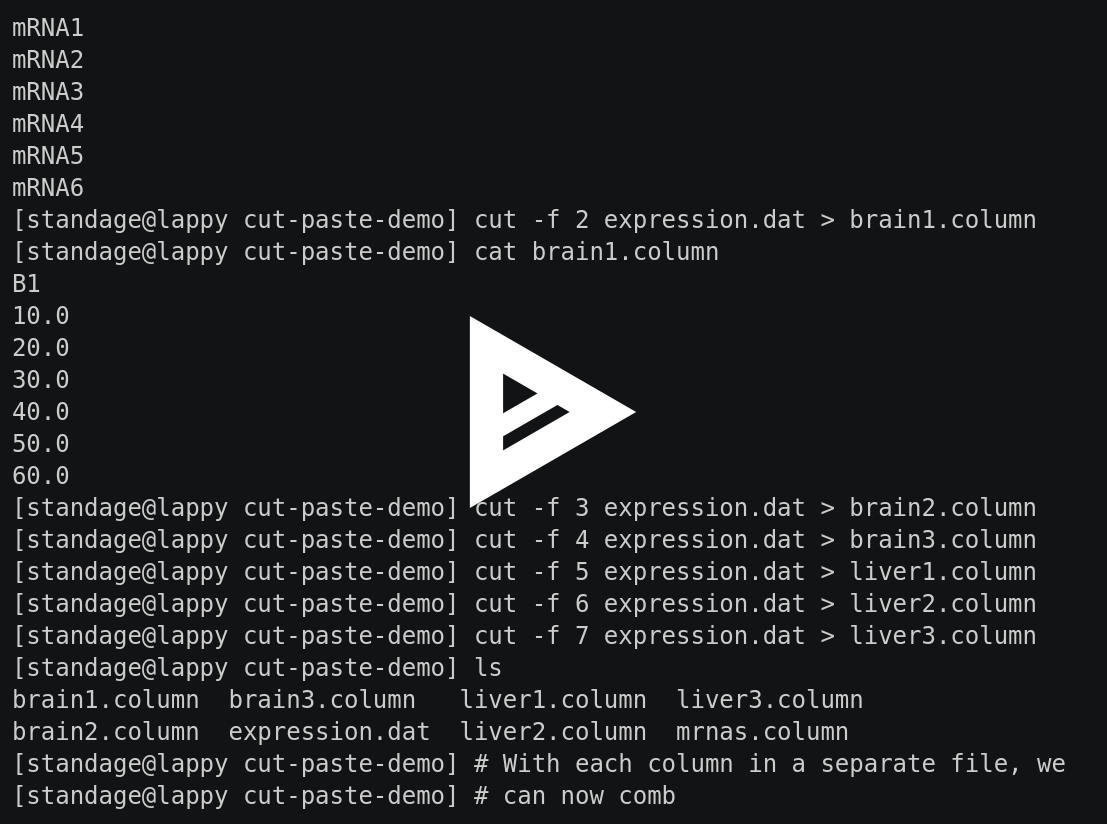 mRNA1
mRNA2
mRNA3
mRNA4
mRNA5
mRNA6
[standage@lappy cut-paste-demo] cut -f 2 expression.dat > brain1.column
[standage@lappy cut-paste-demo] cat brain1.column
B1
10.0
20.0
30.0
40.0
50.0
60.0
[standage@lappy cut-paste-demo] cut -f 3 expression.dat > brain2.column
[standage@lappy cut-paste-demo] cut -f 4 expression.dat > brain3.column
[standage@lappy cut-paste-demo] cut -f 5 expression.dat > liver1.column
[standage@lappy cut-paste-demo] cut -f 6 expression.dat > liver2.column
[standage@lappy cut-paste-demo] cut -f 7 expression.dat > liver3.column
[standage@lappy cut-paste-demo] ls
brain1.column  brain3.column   liver1.column  liver3.column
brain2.column  expression.dat  liver2.column  mrnas.column
[standage@lappy cut-paste-demo] # With each column in a separate file, we
[standage@lappy cut-paste-demo] # can now comb